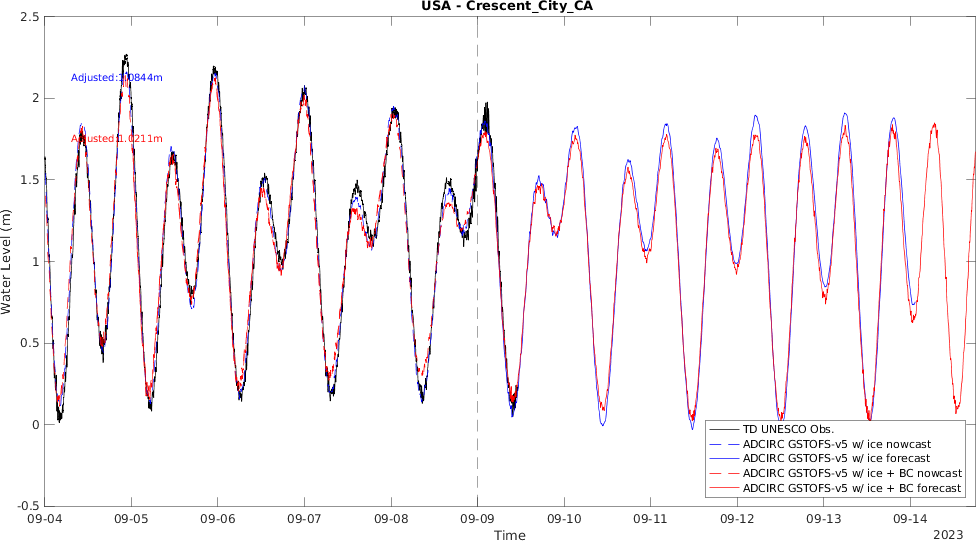 USA - Crescent_City_CA
2.5
2
1.5
1
0.5
0
-0.5
Water Level (m)
Adjusted:1.0844m
Adjusted:1.0211m
TD UNESCO Obs.
ADCIRC GSTOFS-v5 w/ ice nowcast
ADCIRC GSTOFS-v5 w/ ice forecast
ADCIRC GSTOFS-v5 w/ ice + BC nowcast
ADCIRC GSTOFS-v5 w/ ice + BC forecast
09-04 09-05 09-06 09-07 09-08 09-09 09-10 09-11 09-12 09-13 09-14
Time
2023